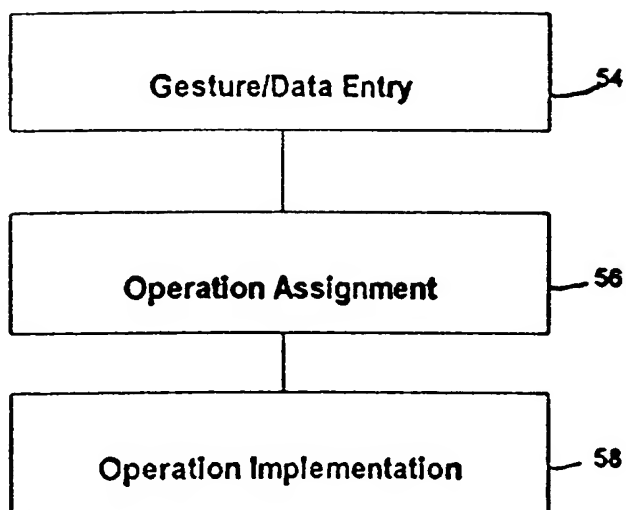 Gesture/Data Entry
54
Operation Assignment
56
Operation Implementation
58